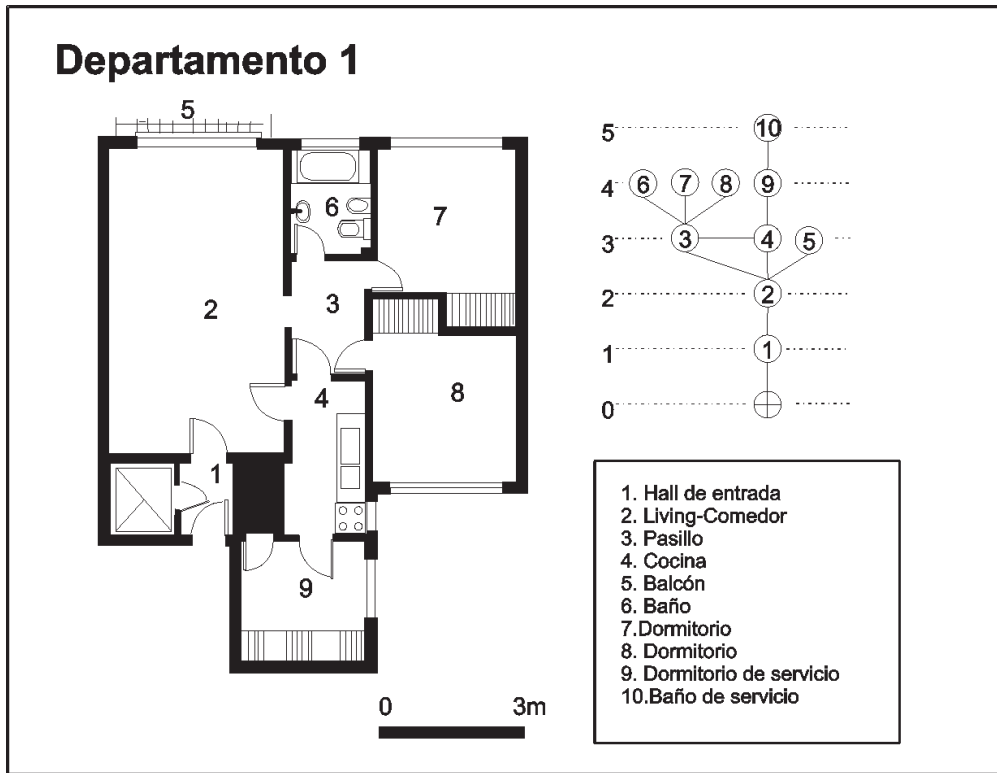 Departamento 1
5
6
7
2
3
4
8
1
9
0 3m
5 10
4 6 7 8 9
3 3 4 5
2 2
1 1
0
1. Hall de entrada
2. Living-Comedor
3. Pasillo
4. Cocina
5. Balcón
6. Baño
7.Dormitorio
8. Dormitorio
9. Dormitorio de servicio
10.Baño de servicio